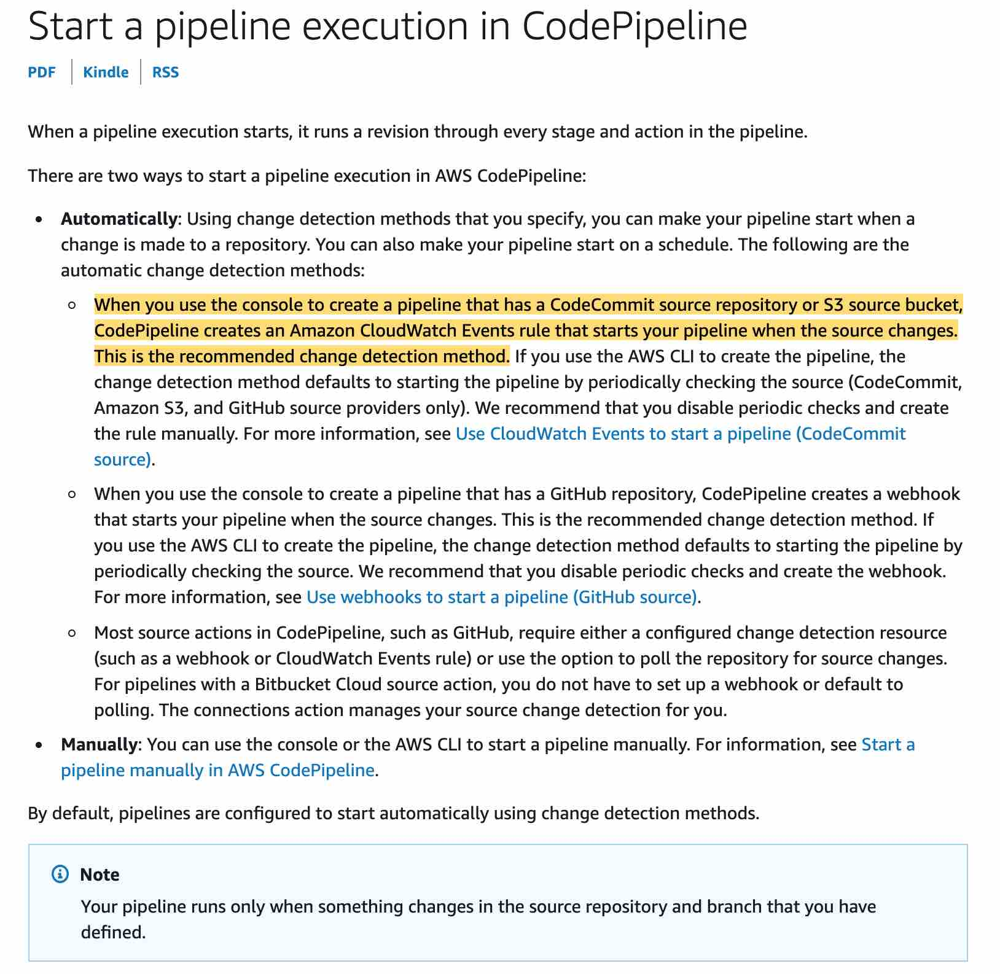 Start a pipeline execution in CodePipeline
PDF | Kindle | RSS
When a pipeline execution starts, it runs a revision through every stage and action in the pipeline.
There are two ways to start a pipeline execution in AWS CodePipeline:
• Automatically: Using change detection methods that you specify, you can make your pipeline start when a
change is made to a repository. You can also make your pipeline start on a schedule. The following are the
automatic change detection methods:
○ When you use the console to create a pipeline that has a CodeCommit source repository or S3 source bucket,
CodePipeline creates an Amazon CloudWatch Events rule that starts your pipeline when the source changes.
This is the recommended change detection method. If you use the AWS CLI to create the pipeline, the
change detection method defaults to starting the pipeline by periodically checking the source (CodeCommit,
Amazon S3, and GitHub source providers only). We recommend that you disable periodic checks and create
the rule manually. For more information, see Use CloudWatch Events to start a pipeline (CodeCommit
source).
○ When you use the console to create a pipeline that has a GitHub repository, CodePipeline creates a webhook
that starts your pipeline when the source changes. This is the recommended change detection method. If
you use the AWS CLI to create the pipeline, the change detection method defaults to starting the pipeline by
periodically checking the source. We recommend that you disable periodic checks and create the webhook.
For more information, see Use webhooks to start a pipeline (GitHub source).
○ Most source actions in CodePipeline, such as GitHub, require either a configured change detection resource
(such as a webhook or CloudWatch Events rule) or use the option to poll the repository for source changes.
For pipelines with a Bitbucket Cloud source action, you do not have to set up a webhook or default to
polling. The connections action manages your source change detection for you.
• Manually: You can use the console or the AWS CLI to start a pipeline manually. For information, see Start a
pipeline manually in AWS CodePipeline.
By default, pipelines are configured to start automatically using change detection methods.
Note
Your pipeline runs only when something changes in the source repository and branch that you have
defined.